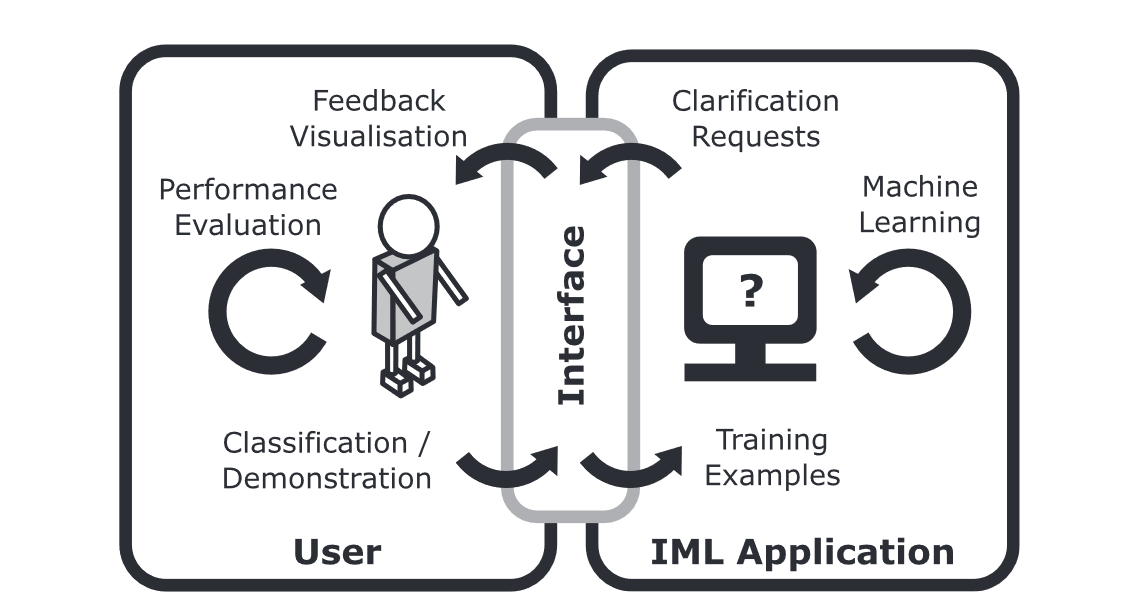 Feedback
Visualisation
Clarification
Requests
Performance
Evaluation
Machine
Learning
Interface
?
Classification /
Demonstration
Training
Examples
User
IML Application